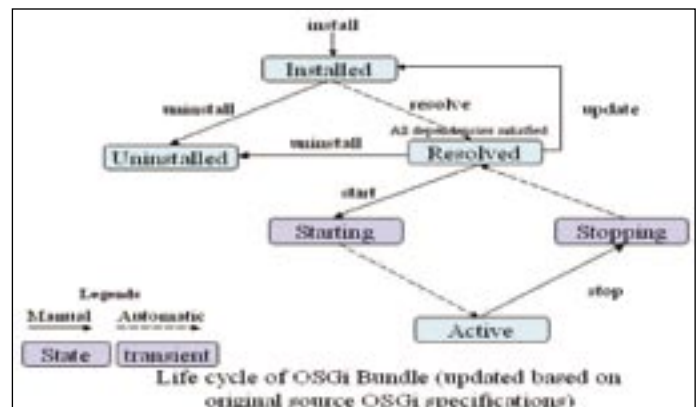 install
Installed
uninstall
resolve
update
All dependencies satisfied
Uninstalled
uninstall
Resolved
start
Starting
Stopping
Legends
Manual
Automatic
stop
State
transient
Active
Life cycle of OSGi Bundle (updated based on
original source OSGi specifications)